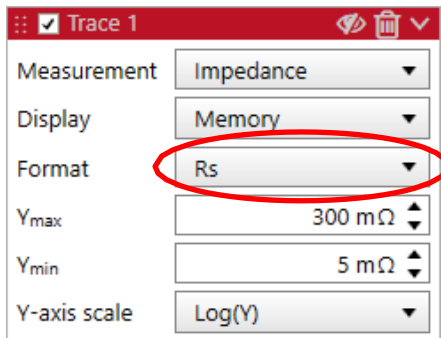 Trace 1
Measurement Impedance
Display Memory
Format Rs
Ymax 300 mΩ
Ymin 5 mΩ
Y-axis scale Log(Y)